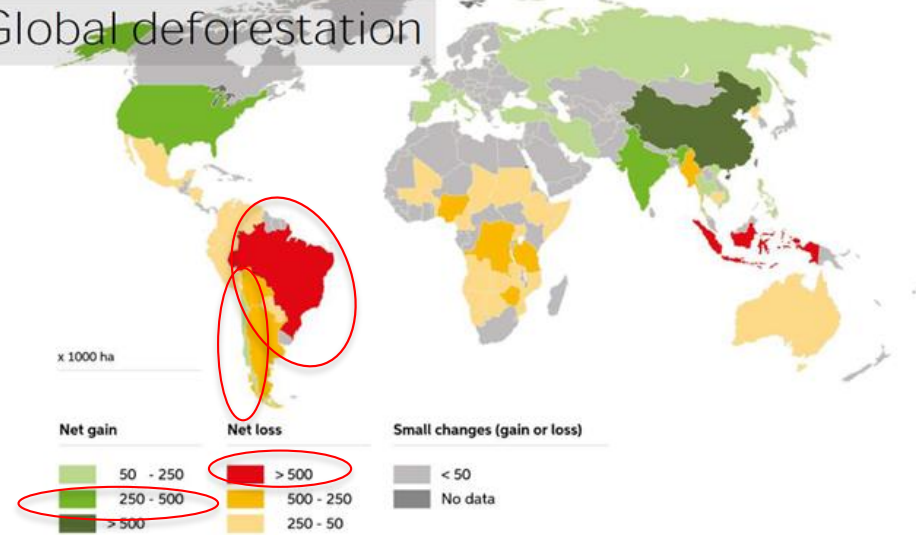 Global deforestation
x 1000 ha
Net gain
50 - 250
250 - 500
> 500
Net loss
> 500
500 - 250
250 - 50
Small changes (gain or loss)
< 50
No data